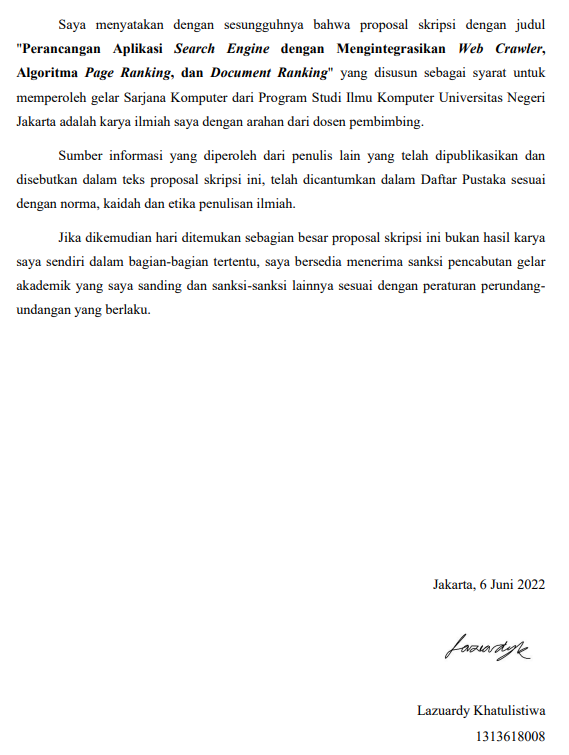 Saya menyatakan dengan sesungguhnya bahwa proposal skripsi dengan judul
"Perancangan Aplikasi Search Engine dengan Mengintegrasikan Web Crawler,
Algoritma Page Ranking, dan Document Ranking" yang disusun sebagai syarat untuk
memperoleh gelar Sarjana Komputer dari Program Studi Ilmu Komputer Universitas Negeri
Jakarta adalah karya ilmiah saya dengan arahan dari dosen pembimbing.
Sumber informasi yang diperoleh dari penulis lain yang telah dipublikasikan dan
disebutkan dalam teks proposal skripsi ini, telah dicantumkan dalam Daftar Pustaka sesuai
dengan norma, kaidah dan etika penulisan ilmiah.
Jika dikemudian hari ditemukan sebagian besar proposal skripsi ini bukan hasil karya
saya sendiri dalam bagian-bagian tertentu, saya bersedia menerima sanksi pencabutan gelar
akademik yang saya sanding dan sanksi-sanksi lainnya sesuai dengan peraturan perundang-
undangan yang berlaku.
Jakarta, 6 Juni 2022
Lazuardyk
Lazuardy Khatulistiwa
1313618008